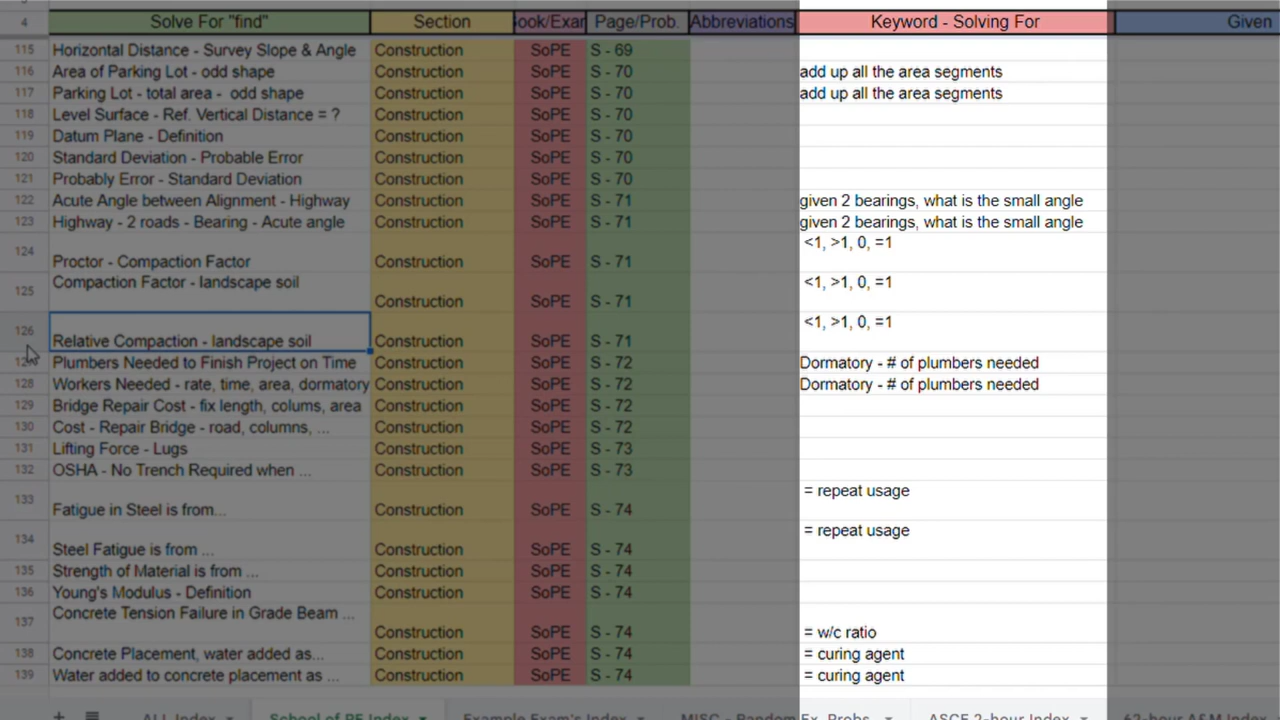 4 Solve For "find" Section ook/Exar Page/Prob. Abbreviations Keyword - Solving For Given
115 Horizontal Distance - Survey Slope & Angle Construction SoPE S - 69
116 Area of Parking Lot - odd shape Construction SoPE S - 70 add up all the area segments
117 Parking Lot - total area - odd shape Construction SoPE S - 70 add up all the area segments
118 Level Surface - Ref. Vertical Distance = ? Construction SoPE S - 70
119 Datum Plane - Definition Construction SoPE S - 70
120 Standard Deviation - Probable Error Construction SoPE S - 70
121 Probably Error - Standard Deviation Construction SoPE S - 70
122 Acute Angle between Alignment - Highway Construction SoPE S - 71 given 2 bearings, what is the small angle
123 Highway - 2 roads - Bearing - Acute angle Construction SoPE S - 71 given 2 bearings, what is the small angle
124 Proctor - Compaction Factor Construction SoPE S - 71 <1, >1, 0, =1
125 Compaction Factor - landscape soil Construction SoPE S - 71 <1, >1, 0, =1
126 Relative Compaction - landscape soil Construction SoPE S - 71 <1, >1, 0, =1
Plumbers Needed to Finish Project on Time Construction SoPE S - 72 Dormatory - # of plumbers needed
128 Workers Needed - rate, time, area, dormatory Construction SoPE S - 72 Dormatory - # of plumbers needed
129 Bridge Repair Cost - fix length, colums, area Construction SoPE S - 72
130 Cost - Repair Bridge - road, columns, ... Construction SoPE S - 72
131 Lifting Force - Lugs Construction SoPE S - 73
132 OSHA - No Trench Required when ... Construction SoPE S - 73
133 Fatigue in Steel is from... Construction SoPE S - 74 = repeat usage
134 Steel Fatigue is from ... Construction SoPE S - 74 = repeat usage
135 Strength of Material is from ... Construction SoPE S - 74
136 Young's Modulus - Definition Construction SoPE S - 74
137 Concrete Tension Failure in Grade Beam ... Construction SoPE S - 74 = w/c ratio
138 Concrete Placement, water added as... Construction SoPE S - 74 = curing agent
139 Water added to concrete placement as ... Construction SoPE S - 74 = curing agent
ALL Index School of PE Index Example Exam's Index MISC - Random Ex. Probs. ASCE 2-hour Index